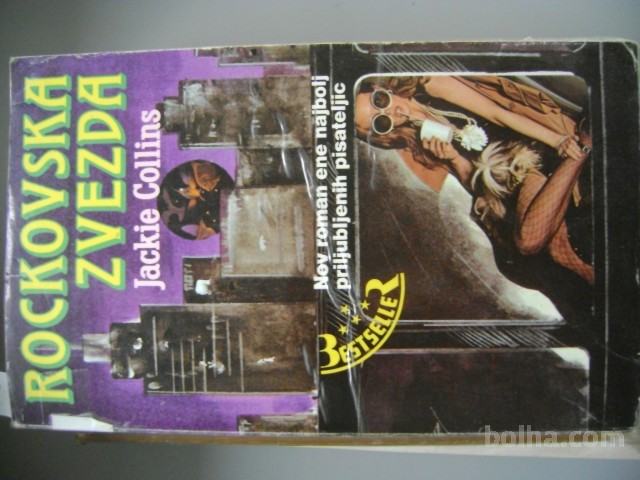 ROCKOVSKA
ZVEZDA
Jackie Collins
Nov roman ene najbolj
priljubljenih pisateljic
BESTSELLER
bolha.com